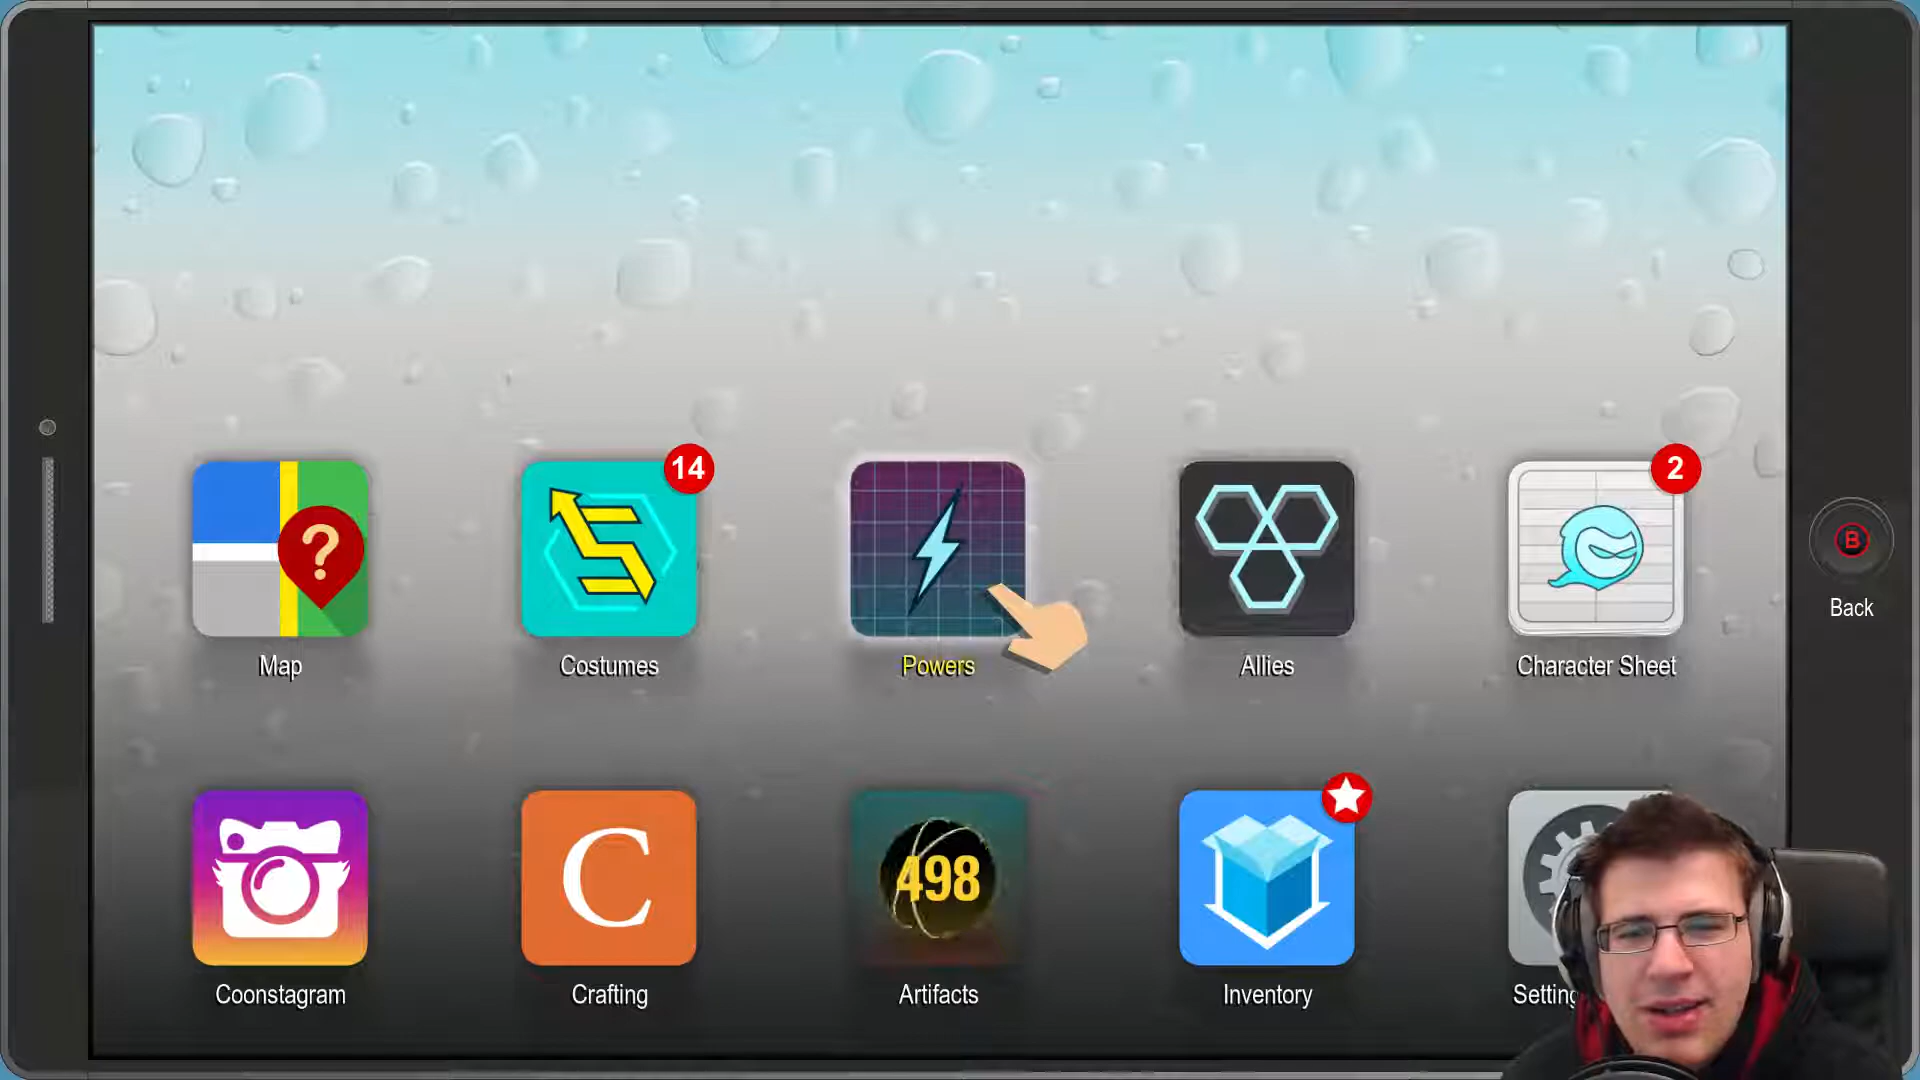 14
2
?
Map
Costumes
Powers
Allies
Character Sheet
B
Back
C
498
Coonstagram
Crafting
Artifacts
Inventory